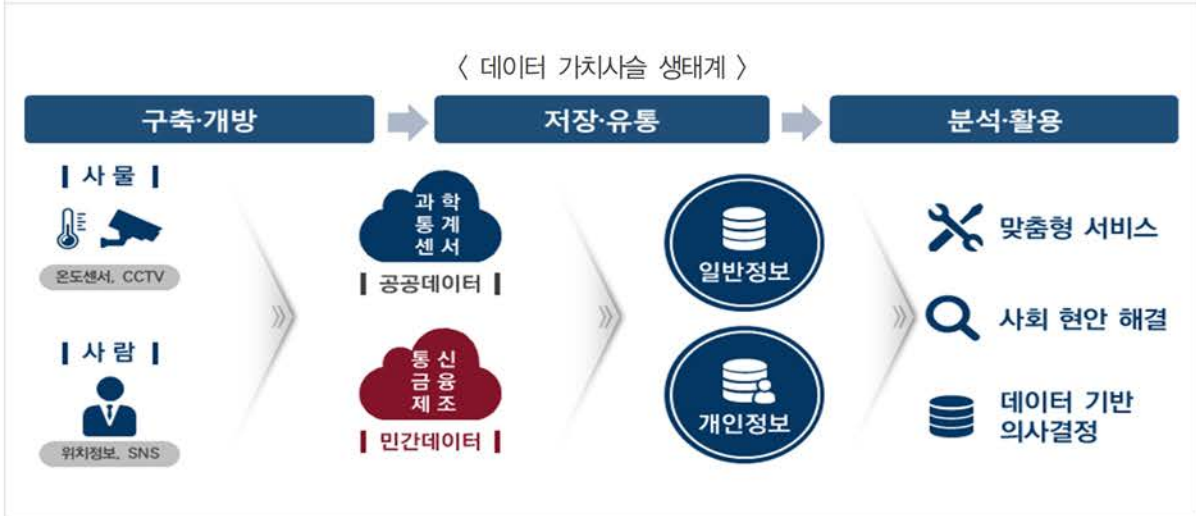 〈 데이터 가치사슬 생태계 〉
구축·개방
저장·유통
분석·활용
사 물
온도센서, CCTV
사 람
위치정보, SNS
과 학
통 계
센 서
공공데이터
통 신
금 융
제 조
민간데이터
일반정보
개인정보
맞춤형 서비스
사회 현안 해결
데이터 기반
의사결정